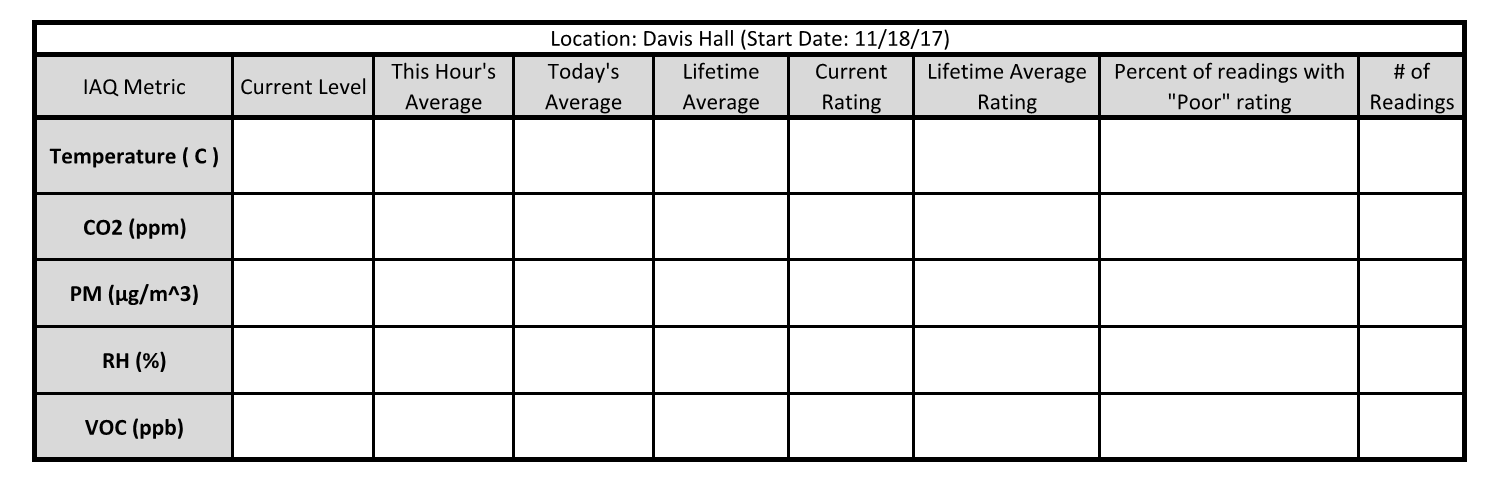 Location: Davis Hall (Start Date: 11/18/17)
IAQ Metric
Current Level
This Hour's
Average
Today's
Average
Lifetime
Average
Current
Rating
Lifetime Average
Rating
Percent of readings with
"Poor" rating
# of
Readings
Temperature ( C )
CO2 (ppm)
PM (µg/m^3)
RH (%)
VOC (ppb)